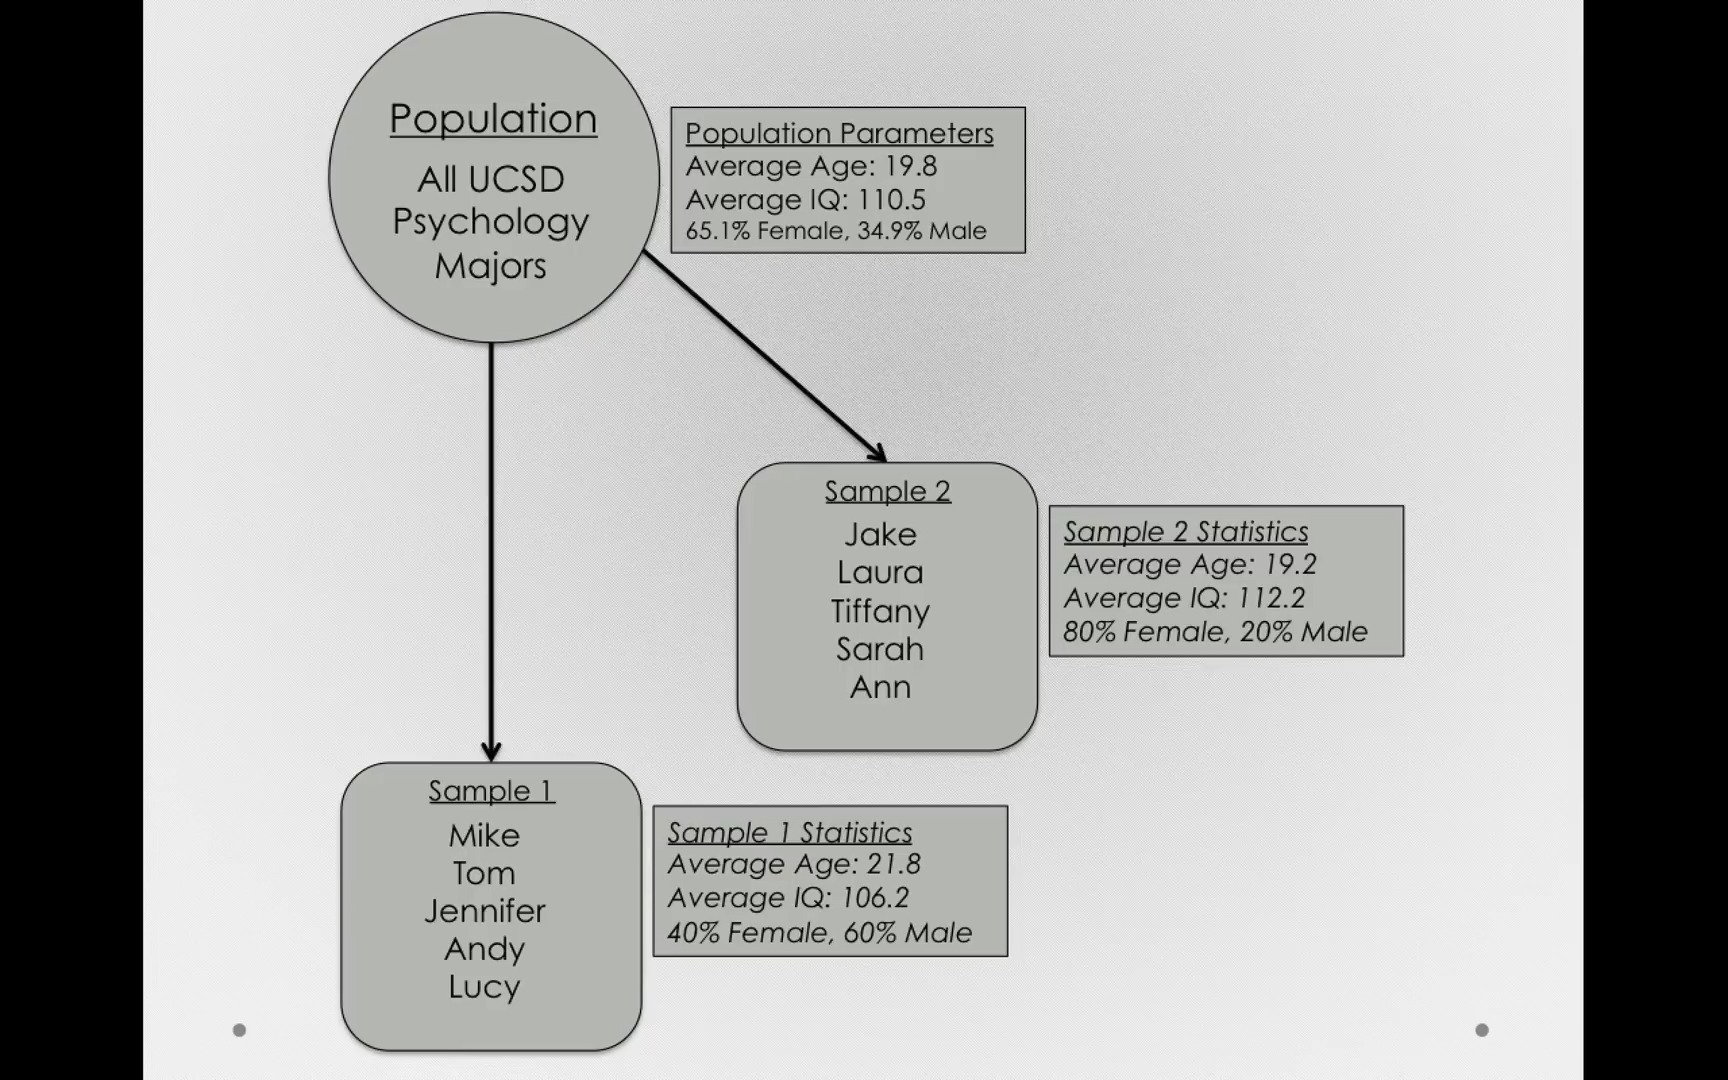 Population
All UCSD
Psychology
Majors
Population Parameters
Average Age: 19.8
Average IQ: 110.5
65.1% Female, 34.9% Male
Sample 2
Jake
Laura
Tiffany
Sarah
Ann
Sample 2 Statistics
Average Age: 19.2
Average IQ: 112.2
80% Female, 20% Male
Sample 1
Mike
Tom
Jennifer
Andy
Lucy
Sample 1 Statistics
Average Age: 21.8
Average IQ: 106.2
40% Female, 60% Male